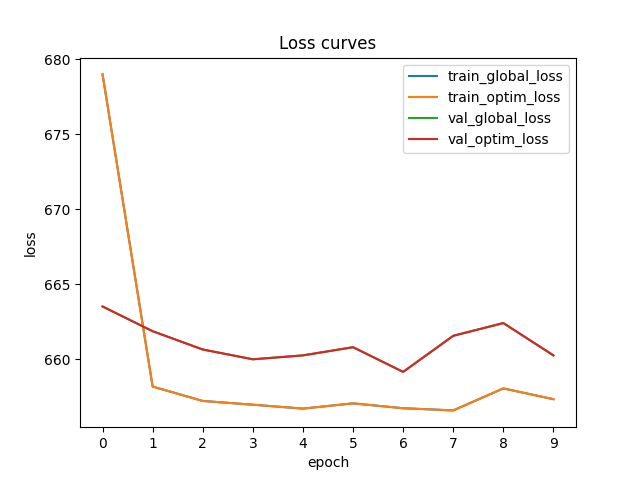 Loss curves
680
675
670
665
660
loss
train_global_loss
train_optim_loss
val_global_loss
val_optim_loss
0 1 2 3 4 5 6 7 8 9
epoch